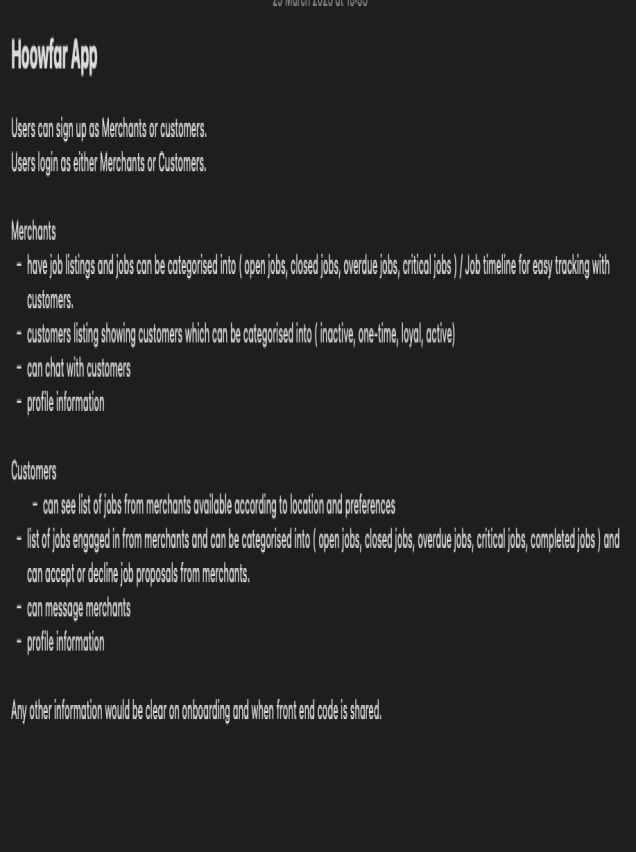 Hoowfar App
Users can sign up as Merchants or customers.
Users login as either Merchants or Customers.
Merchants
- have job listings and jobs can be categorised into ( open jobs, closed jobs, overdue jobs, critical jobs ) / Job timeline for easy tracking with
customers.
- customers listing showing customers which can be categorised into ( inactive, one-time, loyal, active)
- can chat with customers
- profile information
Customers
- can see list of jobs from merchants available according to location and preferences
- list of jobs engaged in from merchants and can be categorised into ( open jobs, closed jobs, overdue jobs, critical jobs, completed jobs ) and
can accept or decline job proposals from merchants.
- can message merchants
- profile information
Any other information would be clear on onboarding and when front end code is shared.